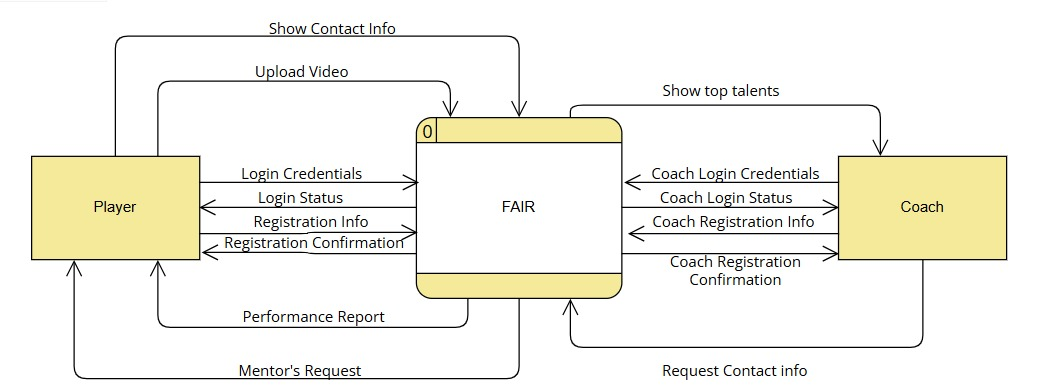 Show Contact Info
Upload Video
Show top talents
0
Login Credentials
Coach Login Credentials
Login Status
Coach Login Status
Player
FAIR
Coach
Registration Info
Coach Registration Info
Registration Confirmation
Coach Registration
Confirmation
Performance Report
Mentor's Request
Request Contact info